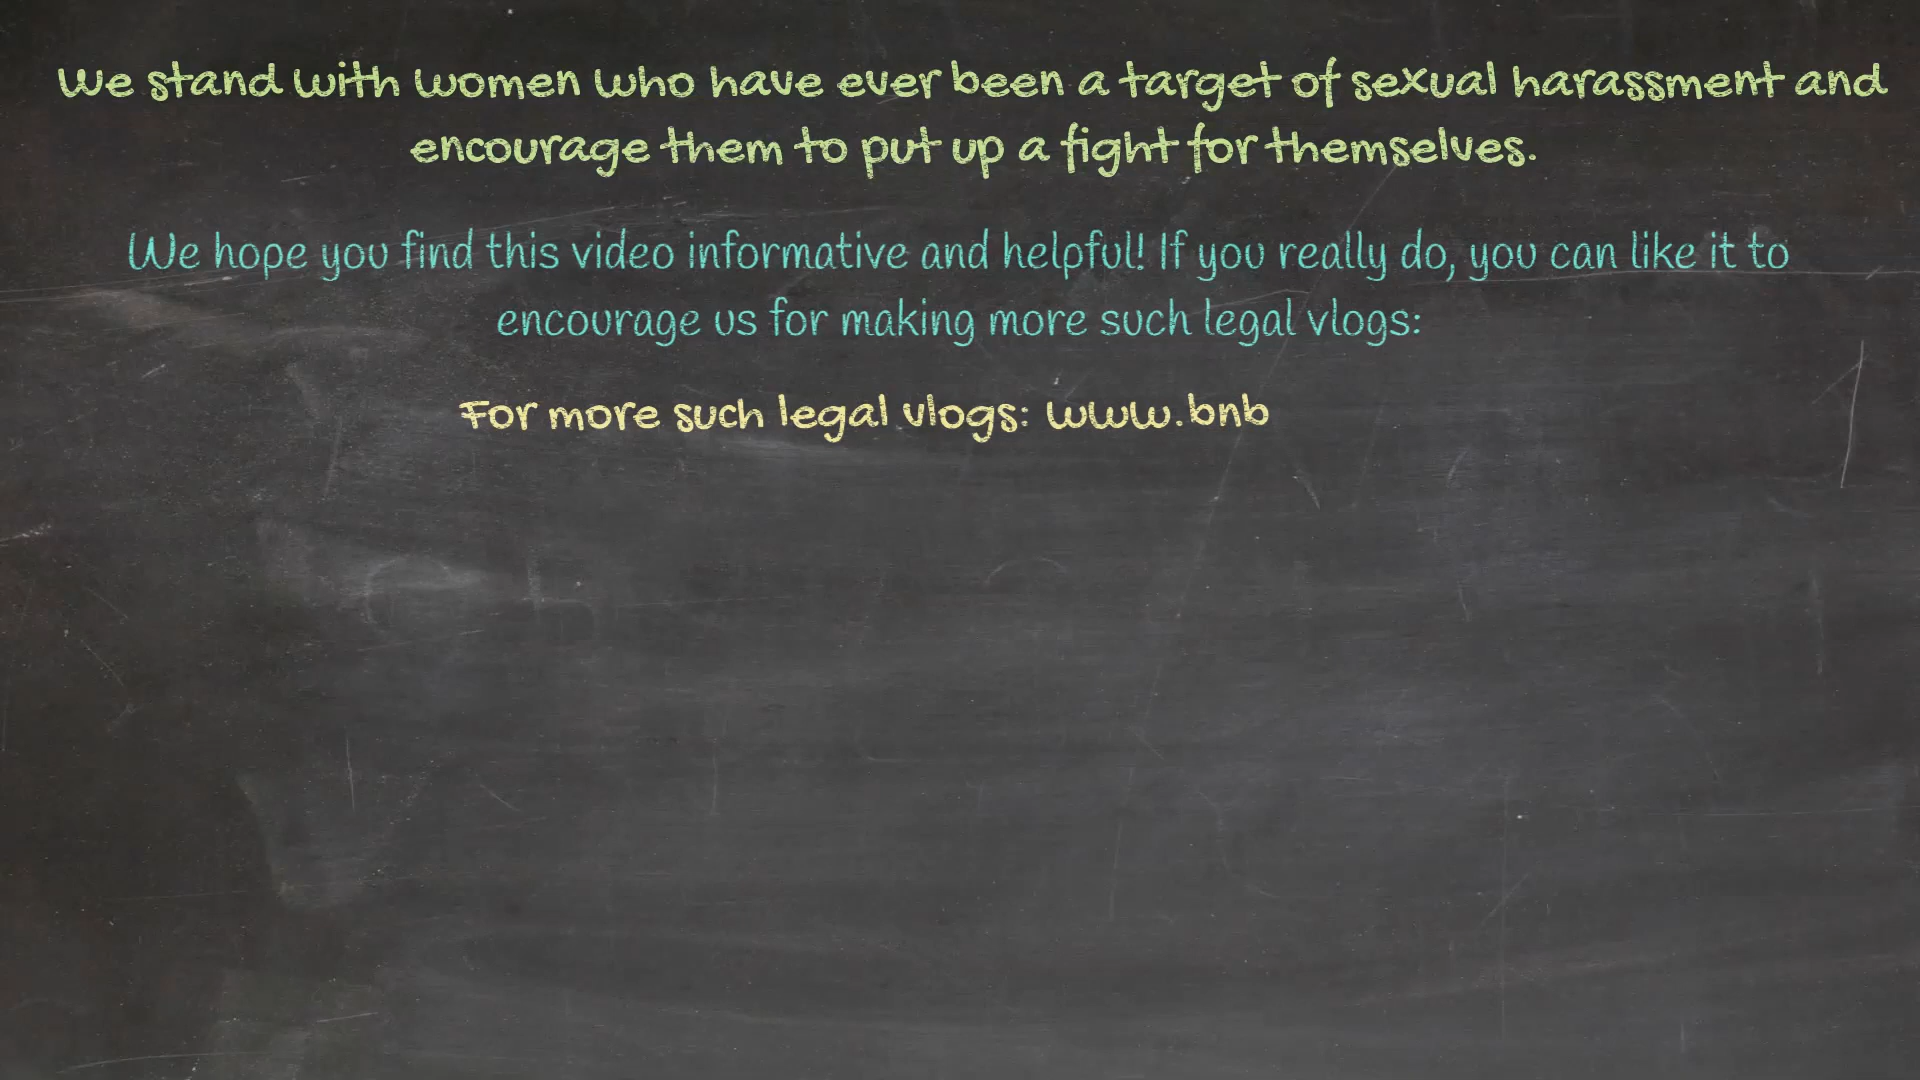 We stand with women who have ever been a target of sexual harassment and
encourage them to put up a fight for themselves.
We hope you find this video informative and helpful! If you really do, you can like it to
encourage us for making more such legal vlogs:
For more such legal vlogs: www.bnb